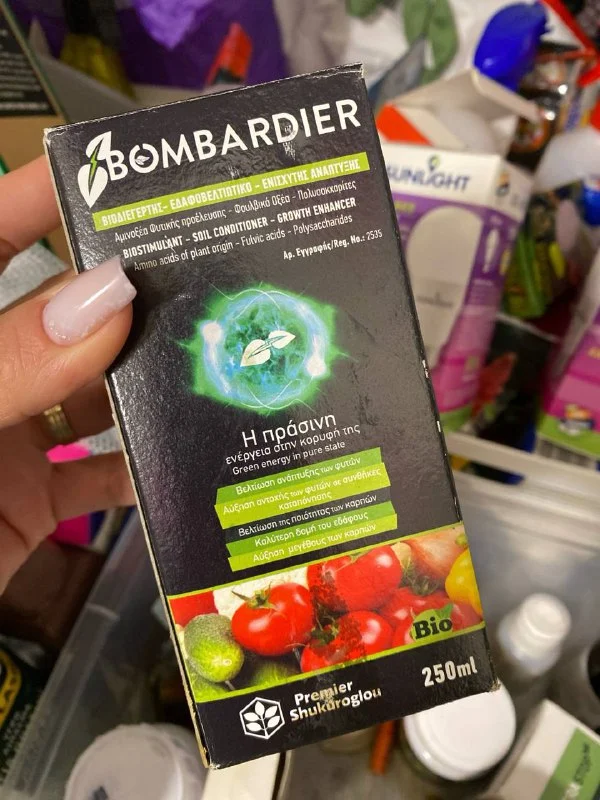 BOMBARDIER
ΒΙΟΔΙΕΓΕΡΤΗΣ- ΕΔΑΦΟΒΕΛΤΙΩΤΙΚΟ - ΕΝΙΣΧΥΤΗΣ ΑΝΑΠΤΥΞΗΣ
Αμινοξέα Φυτικής προέλευσης - Φουλβικά Οξέα - Πολυσακχαρίτες
BIOSTIMULANT - SOIL CONDITIONER - GROWTH ENHANCER
Amino acids of plant origin - Fulvic acids - Polysaccharides
Αρ. Εγγραφής/Reg. No.: 2535
Η πράσινη
ενέργεια στην κορυφή της
Green energy in pure state
Βελτίωση ανάπτυξης των φυτών
Αύξηση αντοχής των φυτών σε συνθήκες
καταπόνησης
Βελτίωση της ποιότητας των καρπών
Καλύτερη δομή του εδάφους
Αύξηση μεγέθους των καρπών
Bio
Premier
Shukuroglou
250ml
SUNLIGHT